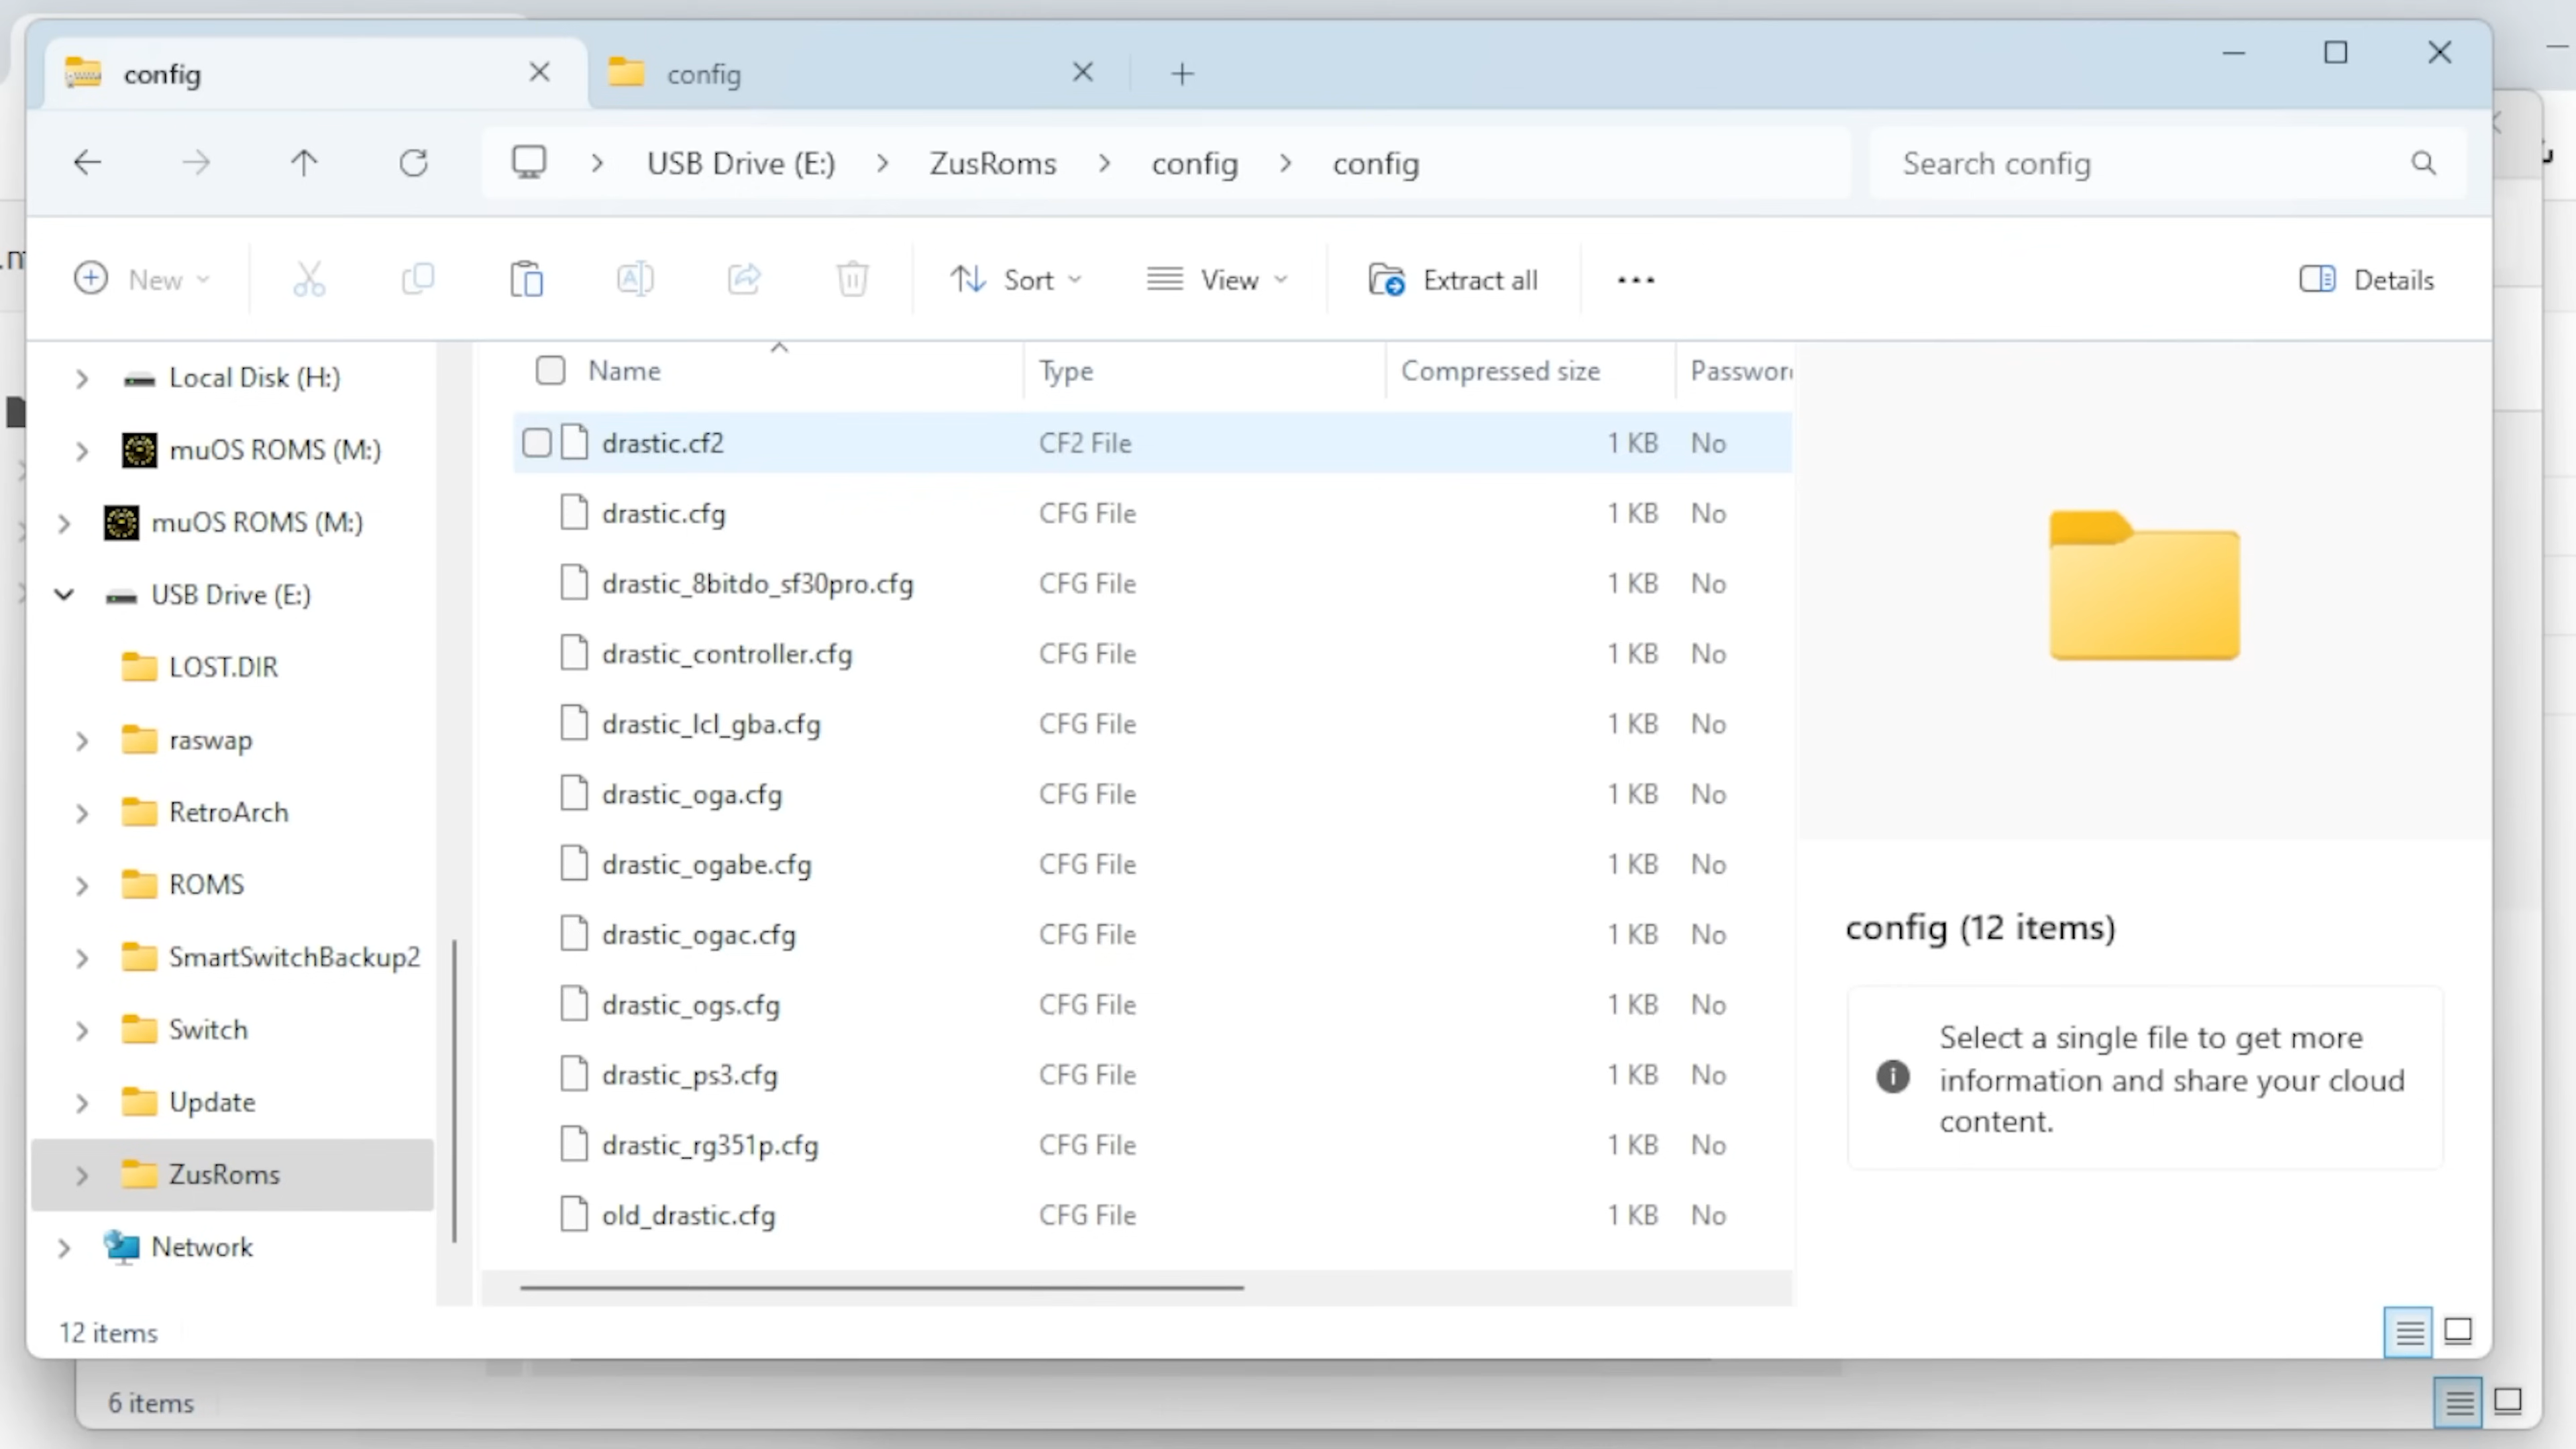 config
config
USB Drive (E:)
ZusRoms
config
config
Search config
New
Sort
View
Extract all
Details
Local Disk (H:)
muOS ROMS (M:)
muOS ROMS (M:)
USB Drive (E:)
LOST.DIR
raswap
RetroArch
ROMS
SmartSwitchBackup2
Switch
Update
ZusRoms
Network
Name Type Compressed size
drastic.cf2 CF2 File 1 KB No
drastic.cfg CFG File 1 KB No
drastic_8bitdo_sf30pro.cfg CFG File 1 KB No
drastic_controller.cfg CFG File 1 KB No
drastic_lcl_gba.cfg CFG File 1 KB No
drastic_oga.cfg CFG File 1 KB No
drastic_ogabe.cfg CFG File 1 KB No
drastic_ogac.cfg CFG File 1 KB No
drastic_ogs.cfg CFG File 1 KB No
drastic_ps3.cfg CFG File 1 KB No
drastic_rg351p.cfg CFG File 1 KB No
old_drastic.cfg CFG File 1 KB No
config (12 items)
Select a single file to get more
information and share your cloud
content.
12 items
6 items